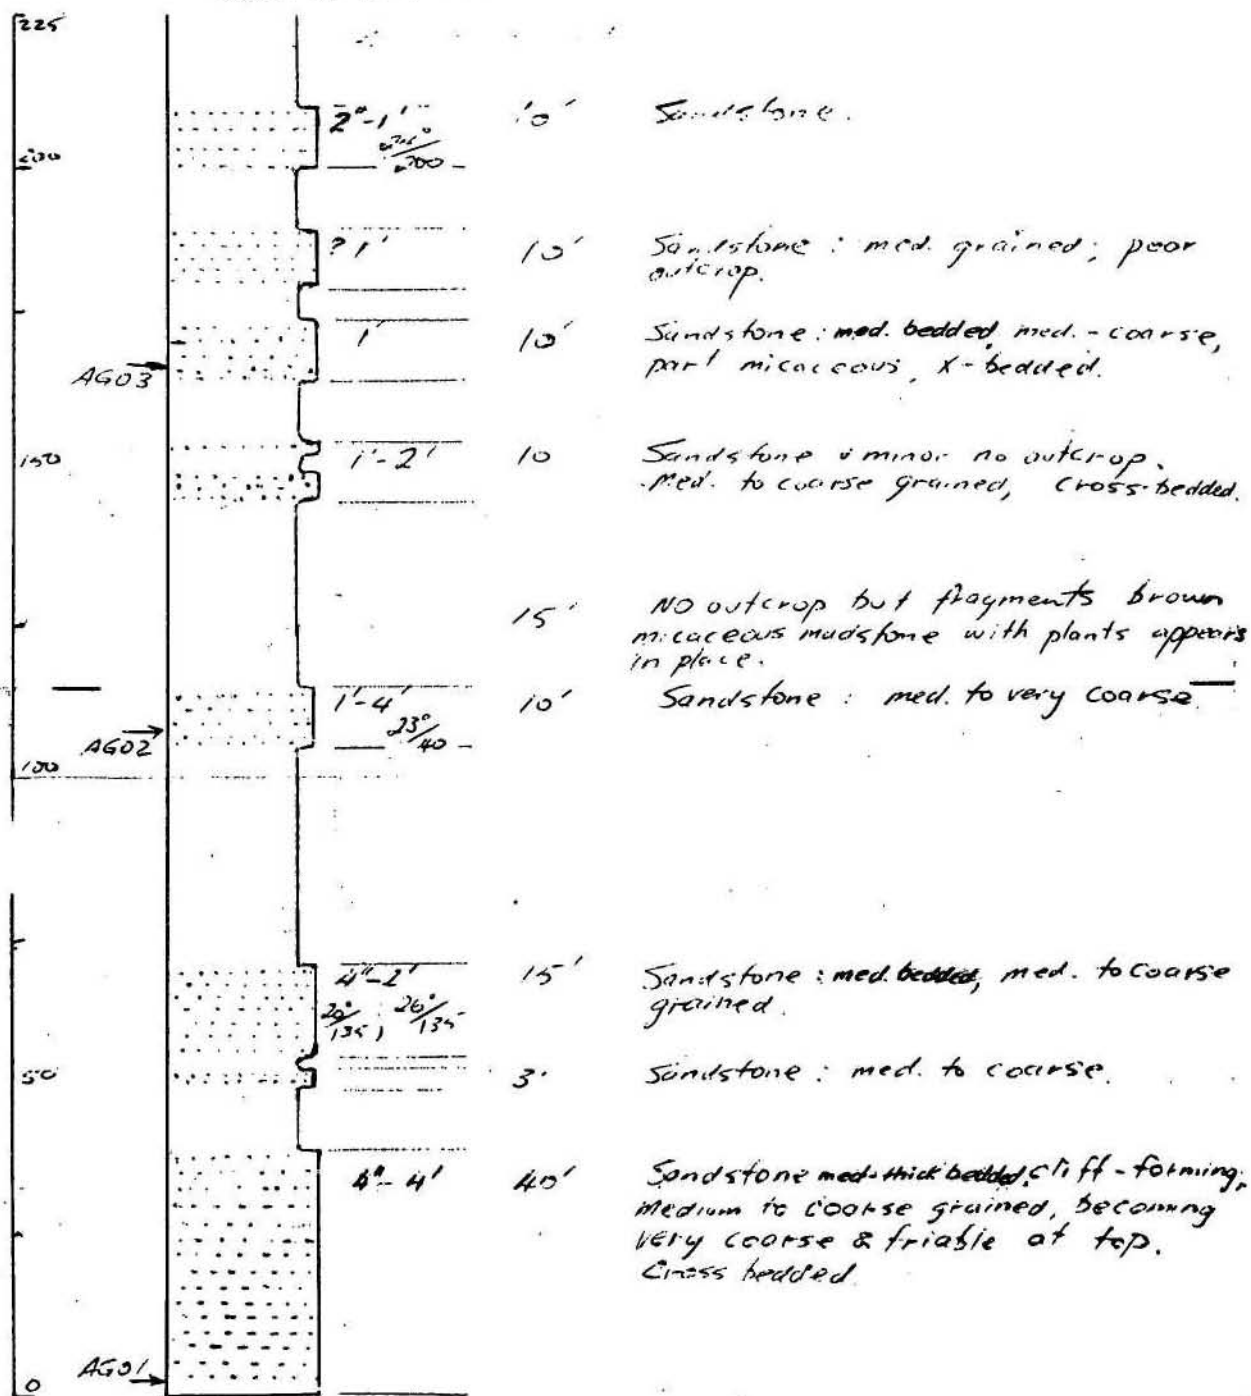 225
2"-1' 10' Sandstone.
200
200
? 1' 10' Sandstone : med. grained ; poor
outcrop.
1' 10' Sandstone : med. bedded, med. - coarse,
AG03 part micaceous, X-bedded.
150 1'-2' 10 Sandstone & minor no outcrop.
Med. to coarse grained, cross-bedded.
15' NO outcrop but fragments brown
micaceous mudstone with plants appears
in place.
1'-4' 10' Sandstone : med. to very coarse
AG02 23°/40
100
4"-2' 15' Sandstone : med. bedded, med. to coarse
20°/135, 26°/135 grained.
50 3' Sandstone : med. to coarse.
4"-4' 40' Sandstone med-thick bedded, cliff-forming,
Medium to coarse grained, becoming
very coarse & friable at top.
Cross bedded.
AG01
0